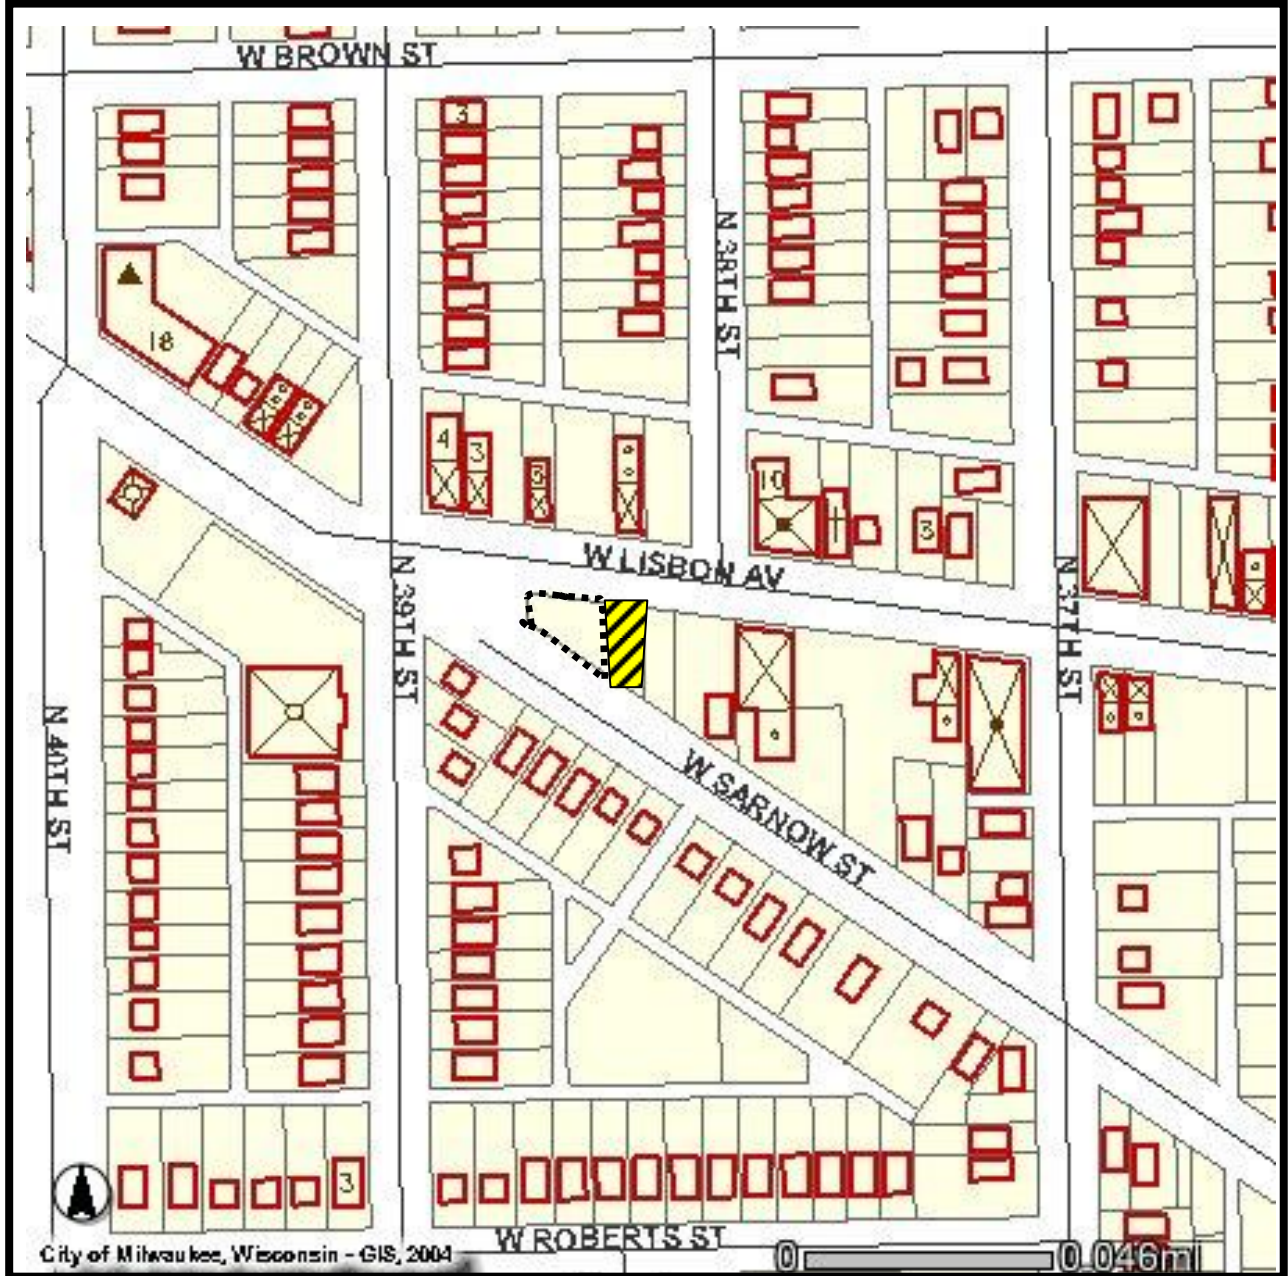 W BROWN ST
3
N 38TH ST
18
4
3
3
10
3
W LISBON AV
N 39TH ST
N 37TH ST
N 40TH ST
W SARNOW ST
3
W ROBERTS ST
City of Milwaukee, Wisconsin - GIS, 2004
0
0.046mi